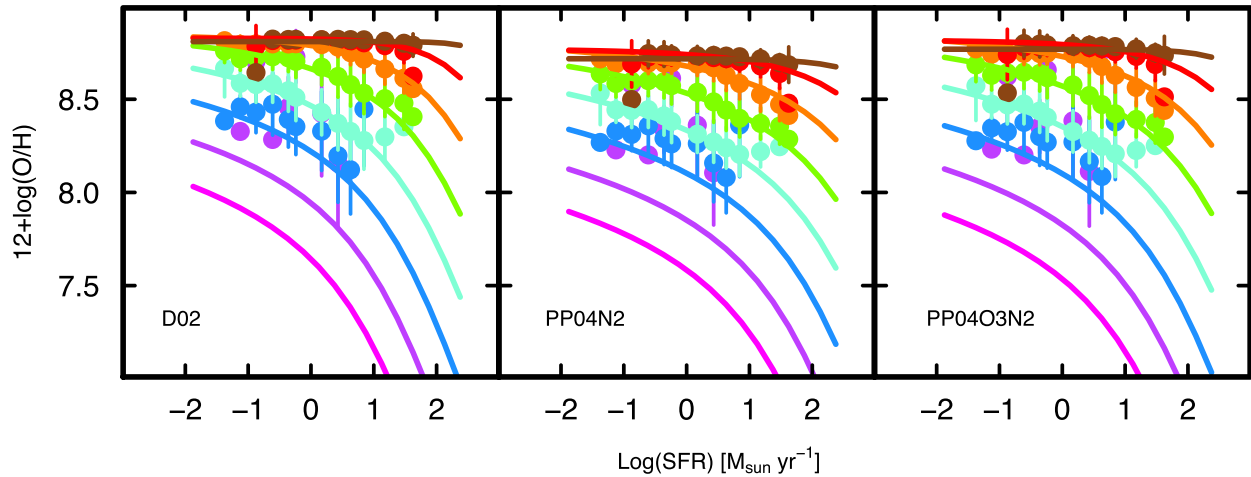 12+log(O/H)
8.5
8.0
7.5
D02
PP04N2
PP04O3N2
−2 −1 0 1 2 −2 −1 0 1 2 −2 −1 0 1 2
Log(SFR) [Msun yr−1]